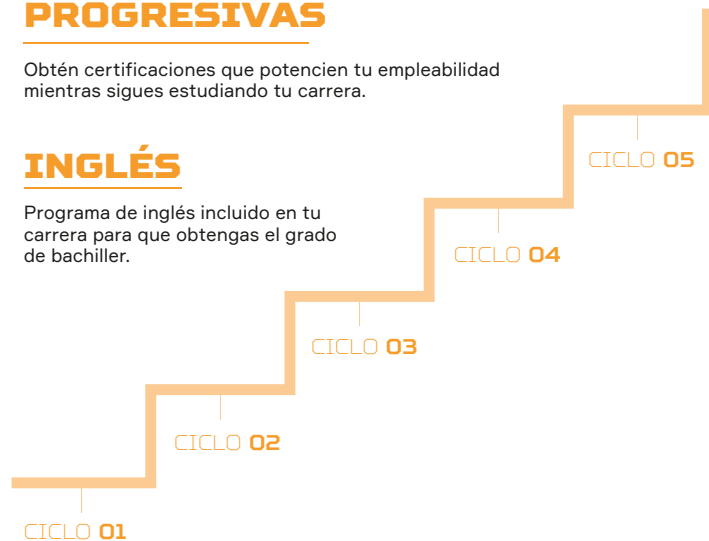 PROGRESIVAS
Obtén certificaciones que potencien tu empleabilidad
mientras sigues estudiando tu carrera.
INGLÉS
Programa de inglés incluido en tu
carrera para que obtengas el grado
de bachiller.
CICLO 05
CICLO 04
CICLO 03
CICLO 02
CICLO 01